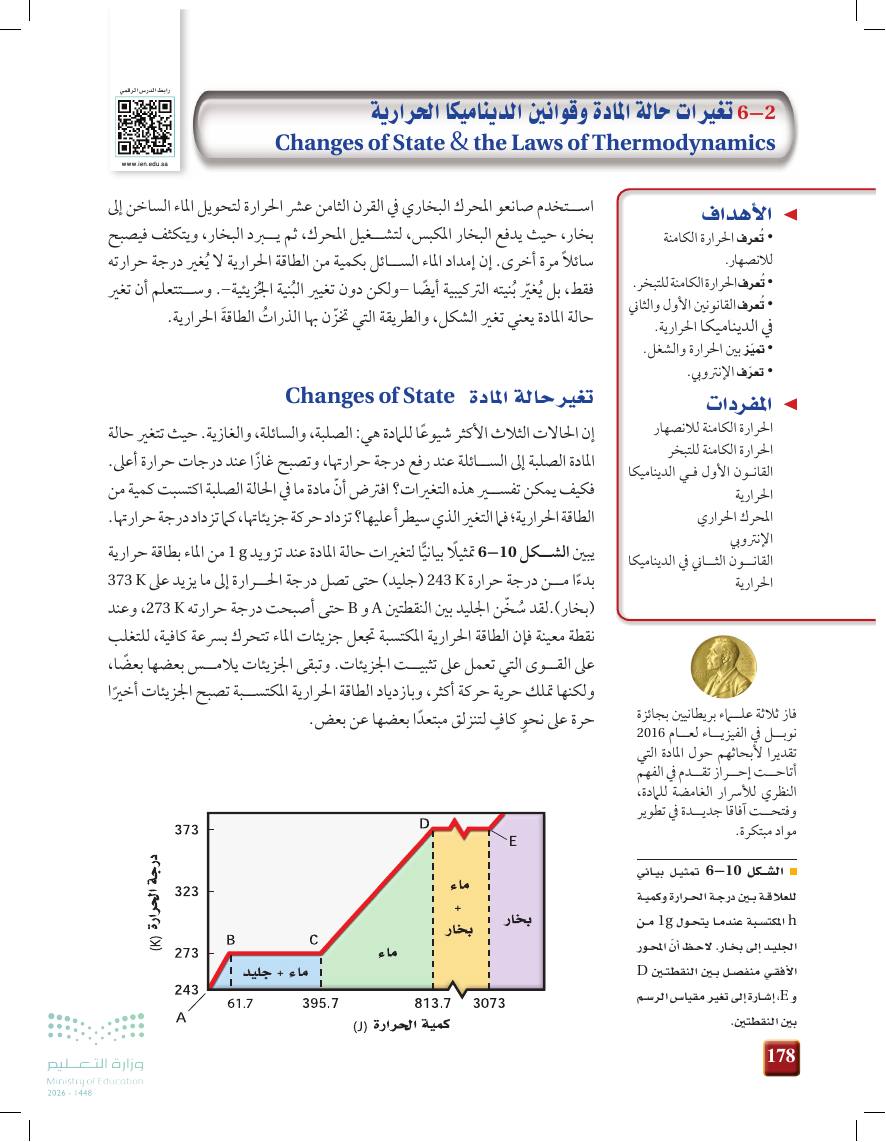 رابط الدرس الرقمي
www.ien.edu.sa
6–2 تغيرات حالة المادة وقوانين الديناميكا الحرارية
Changes of State & the Laws of Thermodynamics
الأهداف
• تُعرف الحرارة الكامنة
للانصهار.
• تُعرف الحرارة الكامنة للتبخر.
• تُعرف القانونين الأول والثاني
في الديناميكا الحرارية.
• تميّز بين الحرارة والشغل.
• تعرّف الإنتروبي.
المفردات
الحرارة الكامنة للانصهار
الحرارة الكامنة للتبخر
القانون الأول في الديناميكا
الحرارية
المحرك الحراري
الإنتروبي
القانون الثاني في الديناميكا
الحرارية
استخدم صانعو المحرك البخاري في القرن الثامن عشر الحرارة لتحويل الماء الساخن إلى
بخار، حيث يدفع البخار المكبس، لتشغيل المحرك، ثم يبرد البخار، ويتكثف فيصبح
سائلاً مرة أخرى. إن إمداد الماء السائل بكمية من الطاقة الحرارية لا يُغير درجة حرارته
فقط، بل يُغيّر بُنيته التركيبية أيضًا –ولكن دون تغيير البُنية الجُزيئية–. وستتعلم أن تغير
حالة المادة يعني تغير الشكل، والطريقة التي تخزّن بها الذراتُ الطاقةَ الحرارية.
تغير حالة المادة Changes of State
إن الحالات الثلاث الأكثر شيوعًا للمادة هي: الصلبة، والسائلة، والغازية. حيث تتغير حالة
المادة الصلبة إلى السائلة عند رفع درجة حرارتها، وتصبح غازًا عند درجات حرارة أعلى.
فكيف يمكن تفسير هذه التغيرات؟ افترض أنّ مادة ما في الحالة الصلبة اكتسبت كمية من
الطاقة الحرارية؛ فما التغير الذي سيطرأ عليها؟ تزداد حركة جزيئاتها، كما تزداد درجة حرارتها.
يبين الشكل 10–6 تمثيلًا بيانيًّا لتغيرات حالة المادة عند تزويد 1 g من الماء بطاقة حرارية
بدءًا من درجة حرارة 243 K (جليد) حتى تصل درجة الحرارة إلى ما يزيد على 373 K
(بخار). لقد سُخّن الجليد بين النقطتين A و B حتى أصبحت درجة حرارته 273 K، وعند
نقطة معينة فإن الطاقة الحرارية المكتسبة تجعل جزيئات الماء تتحرك بسرعة كافية، للتغلب
على القوى التي تعمل على تثبيت الجزيئات. وتبقى الجزيئات يلامس بعضها بعضًا،
ولكنها تملك حرية حركة أكثر، وبازدياد الطاقة الحرارية المكتسبة تصبح الجزيئات أخيرًا
حرة على نحوٍ كافٍ لتنزلق مبتعدًا بعضها عن بعض.
فاز ثلاثة علماء بريطانيين بجائزة
نوبل في الفيزياء لعام 2016
تقديرا لأبحاثهم حول المادة التي
أتاحت إحراز تقدم في الفهم
النظري للأسرار الغامضة للمادة،
وفتحت آفاقا جديدة في تطوير
مواد مبتكرة.
الشكل 10–6 تمثيل بياني
للعلاقة بين درجة الحرارة وكمية
h المكتسبة عندما يتحول 1g من
الجليد إلى بخار. لاحظ أن المحور
الأفقي منفصل بين النقطتين D
و E، إشارة إلى تغير مقياس الرسم
بين النقطتين.
درجة الحرارة (K)
373
323
273
243
A
B
C
D
E
ماء + جليد
ماء
ماء
+
بخار
بخار
61.7
395.7
813.7
3073
كمية الحرارة (J)
وزارة التعليم
Ministry of Education
2026 - 1448
178